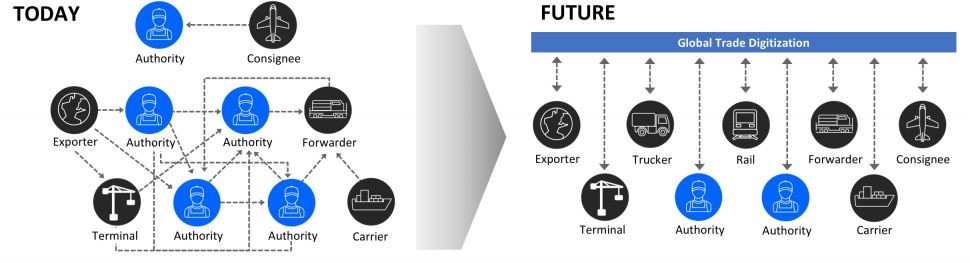 TODAY
Authority
Consignee
Exporter
Authority
Authority
Forwarder
Terminal
Authority
Authority
Carrier
FUTURE
Global Trade Digitization
Exporter
Trucker
Rail
Forwarder
Consignee
Terminal
Authority
Authority
Carrier